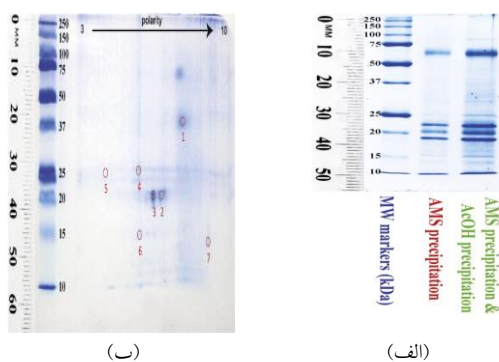 3 polarity 10
0 MM 10 20 30 40 50 60
250
150
100
75
50
37
25
20
15
10
1
5 4
3 2
6 7
(ب)
0 MM 10 20 30 40 50
250
150
100
75
50
37
25
20
15
10
MW markers (kDa)
AMS precipitation
AMS precipitation &
AcOH precipitation
(الف)